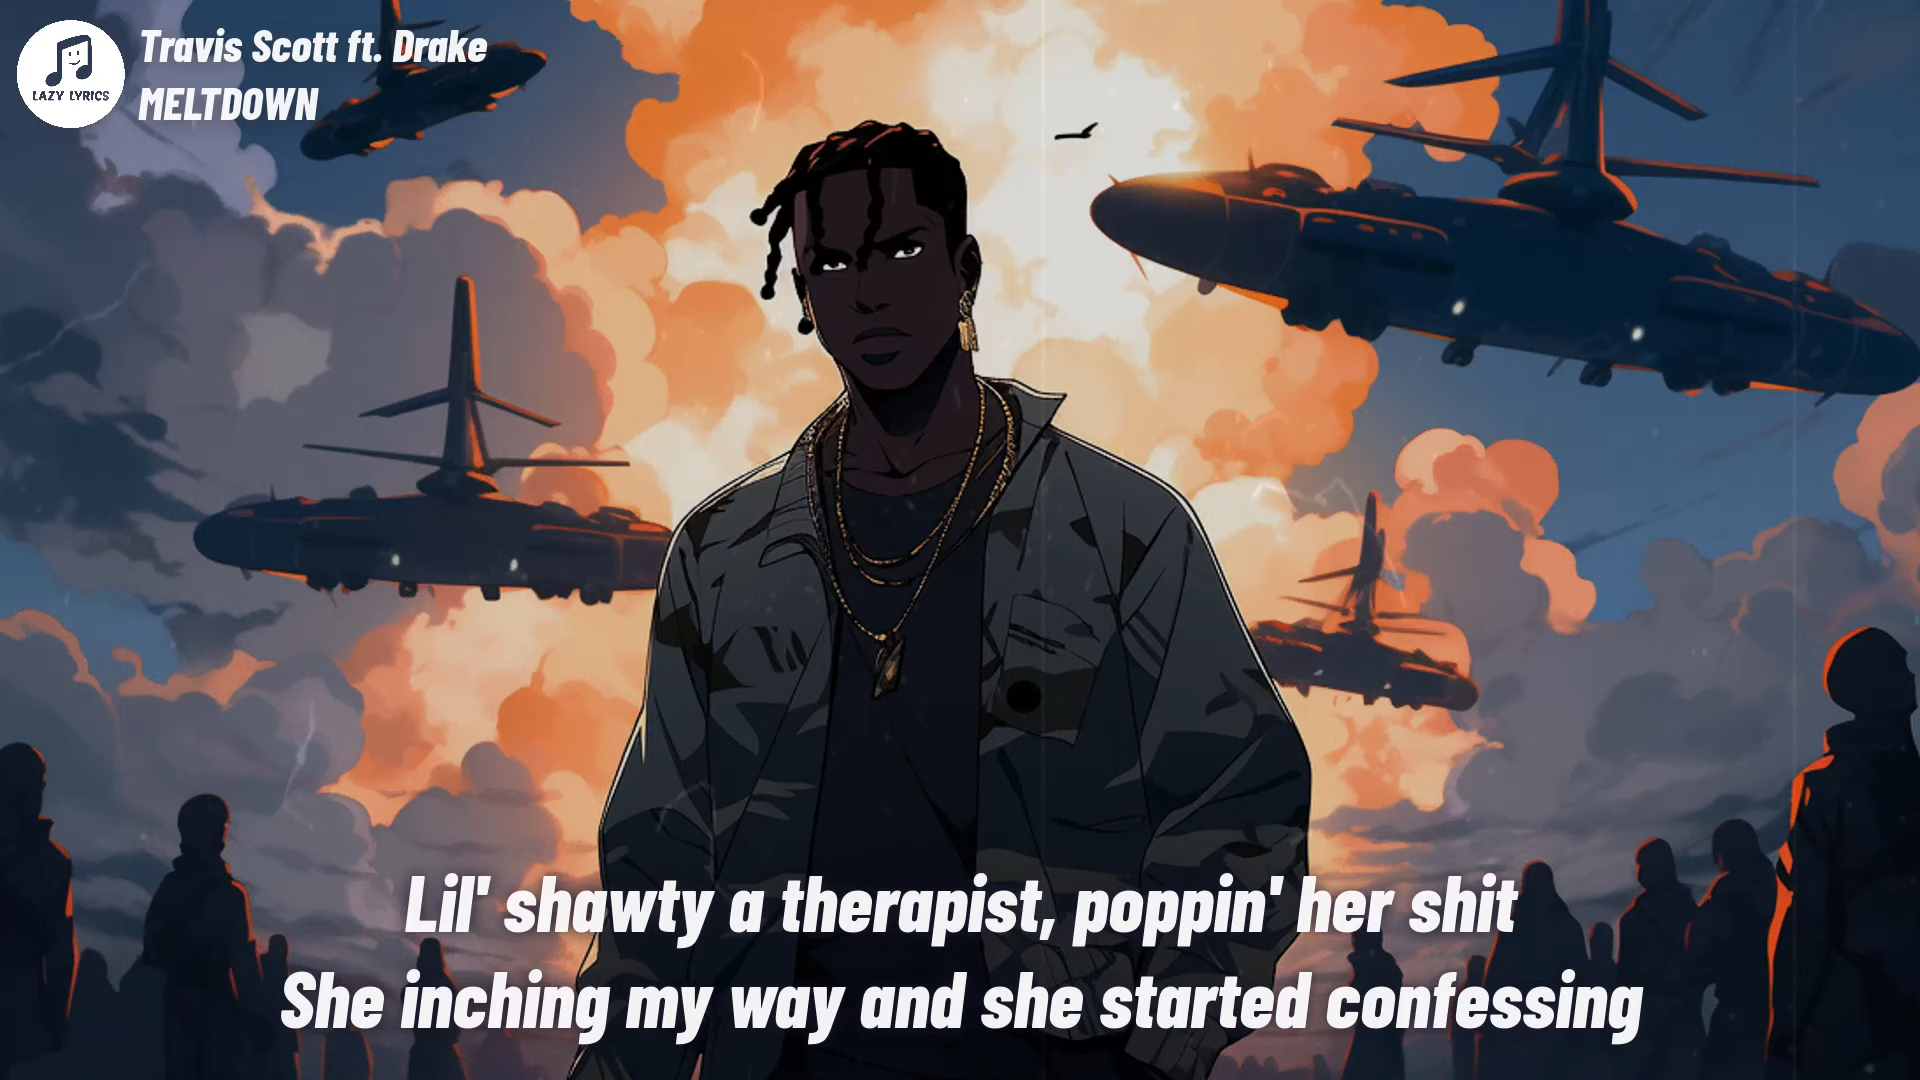 LAZY LYRICS
Travis Scott ft. Drake
MELTDOWN
Lil' shawty a therapist, poppin' her shit
She inching my way and she started confessing